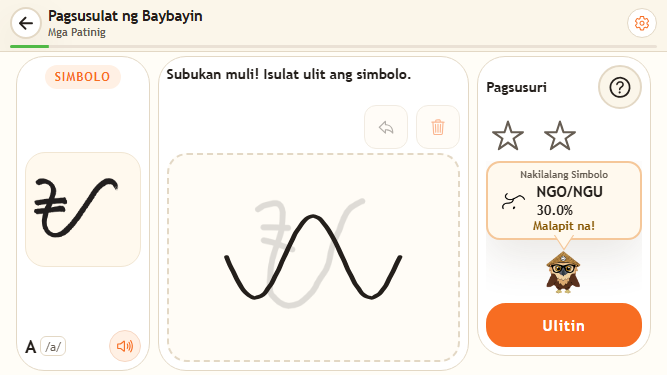 Pagsusulat ng Baybayin
Mga Patinig
SIMBOLO
ᜀ
A /a/
Subukan muli! Isulat ulit ang simbolo.
Pagsusuri
Nakilalang Simbolo
NGO/NGU
30.0%
Malapit na!
Ulitin